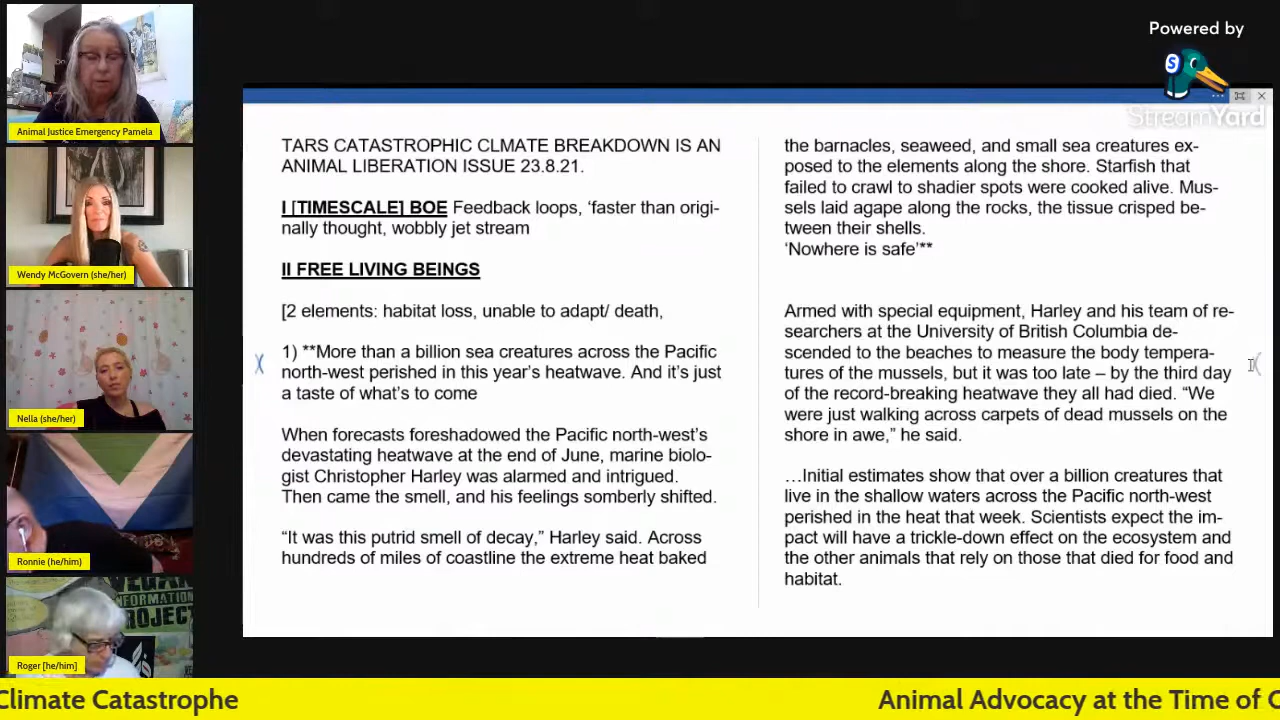 Powered by
S
StreamYard
Animal Justice Emergency Pamela
Wendy McGovern (she/her)
Nella (she/her)
Ronnie (he/him)
VEGAN
INFORMATION
PROJECT
Roger [he/him]
TARS CATASTROPHIC CLMATE BREAKDOWN IS AN
ANIMAL LIBERATION ISSUE 23.8.21.
I [TIMESCALE] BOE Feedback loops, ‘faster than origi-
nally thought, wobbly jet stream
II FREE LIVING BEINGS
[2 elements: habitat loss, unable to adapt/ death,
1) **More than a billion sea creatures across the Pacific
north-west perished in this year’s heatwave. And it’s just
a taste of what’s to come
When forecasts foreshadowed the Pacific north-west’s
devastating heatwave at the end of June, marine biolo-
gist Christopher Harley was alarmed and intrigued.
Then came the smell, and his feelings somberly shifted.
“It was this putrid smell of decay,” Harley said. Across
hundreds of miles of coastline the extreme heat baked
the barnacles, seaweed, and small sea creatures ex-
posed to the elements along the shore. Starfish that
failed to crawl to shadier spots were cooked alive. Mus-
sels laid agape along the rocks, the tissue crisped be-
tween their shells.
‘Nowhere is safe’**
Armed with special equipment, Harley and his team of re-
searchers at the University of British Columbia de-
scended to the beaches to measure the body tempera-
tures of the mussels, but it was too late – by the third day
of the record-breaking heatwave they all had died. “We
were just walking across carpets of dead mussels on the
shore in awe,” he said.
…Initial estimates show that over a billion creatures that
live in the shallow waters across the Pacific north-west
perished in the heat that week. Scientists expect the im-
pact will have a trickle-down effect on the ecosystem and
the other animals that rely on those that died for food and
habitat.
Climate Catastrophe
Animal Advocacy at the Time of C